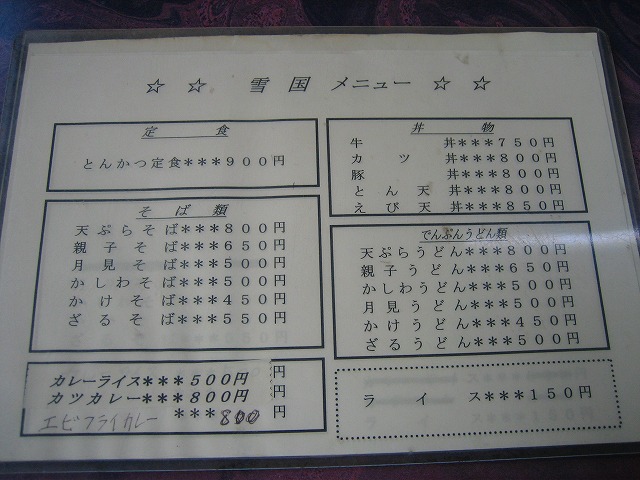 ☆ ☆ 雪国 メニュー ☆ ☆
定食
とんかつ定食***900円
そば類
天ぷらそば***800円
親子そば***650円
月見そば***500円
かしわそば***500円
かけそば***450円
ざるそば***550円
円
カレーライス***500円
円
カツカレー***800円
エビフライカレー ***800円
丼物
牛丼***750円
カツ丼***800円
豚丼***800円
とん天丼***800円
えび天丼***850円
でんぷんうどん類
天ぷらうどん***800円
親子うどん***650円
かしわうどん***500円
月見うどん***500円
かけうどん***450円
ざるうどん***500円
ライス***150円